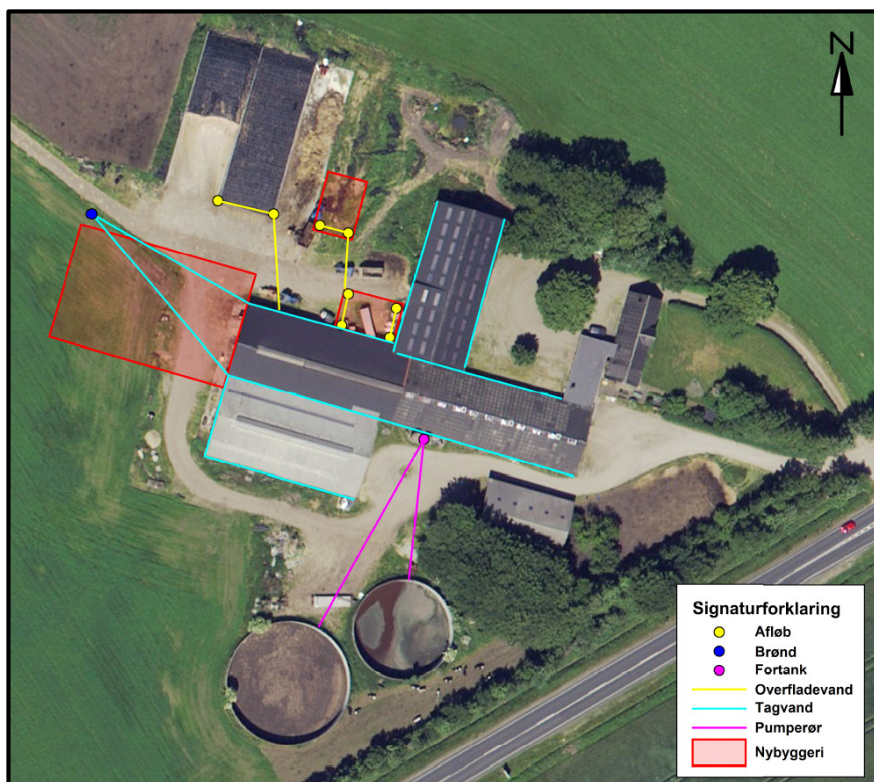 N
Signaturforklaring
Afløb
Brønd
Fortank
Overfladevand
Tagvand
Pumperør
Nybyggeri